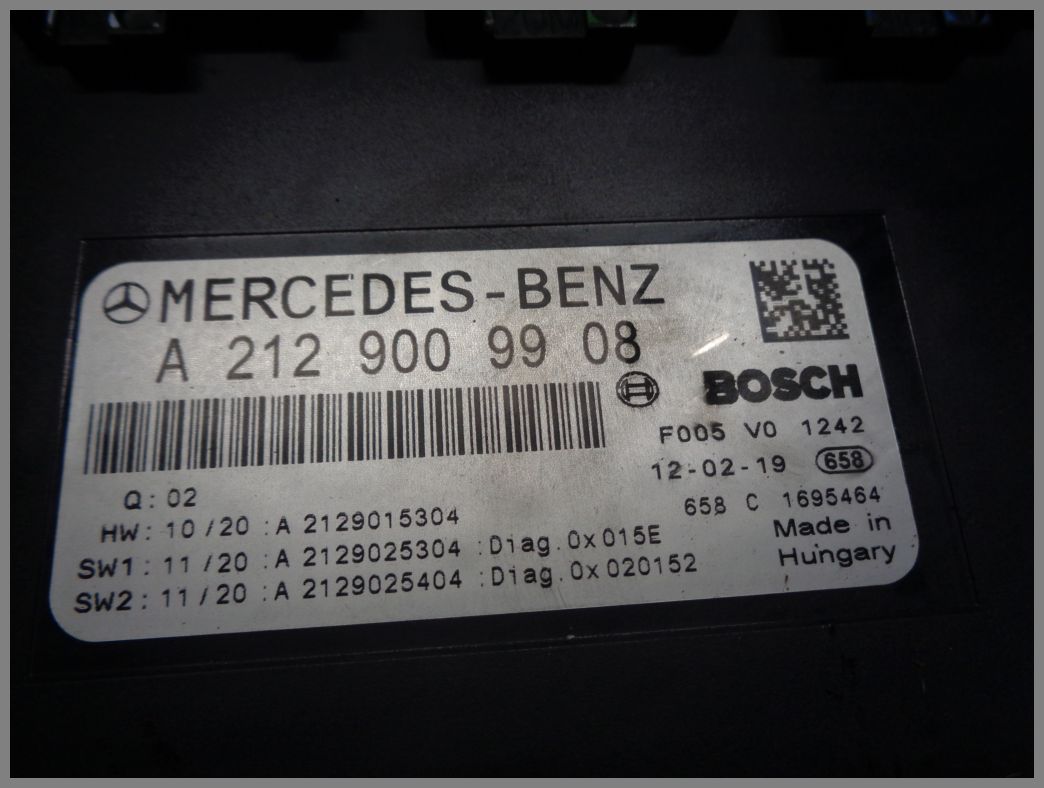 MERCEDES-BENZ
A 212 900 99 08
BOSCH
F005 V0 1242
12-02-19 658
658 C 1695464
Made in
Hungary
Q: 02
HW: 10/20 :A 2129015304
SW1: 11/20 :A 2129025304 :Diag.0x015E
SW2: 11/20 :A 2129025404 :Diag.0x020152